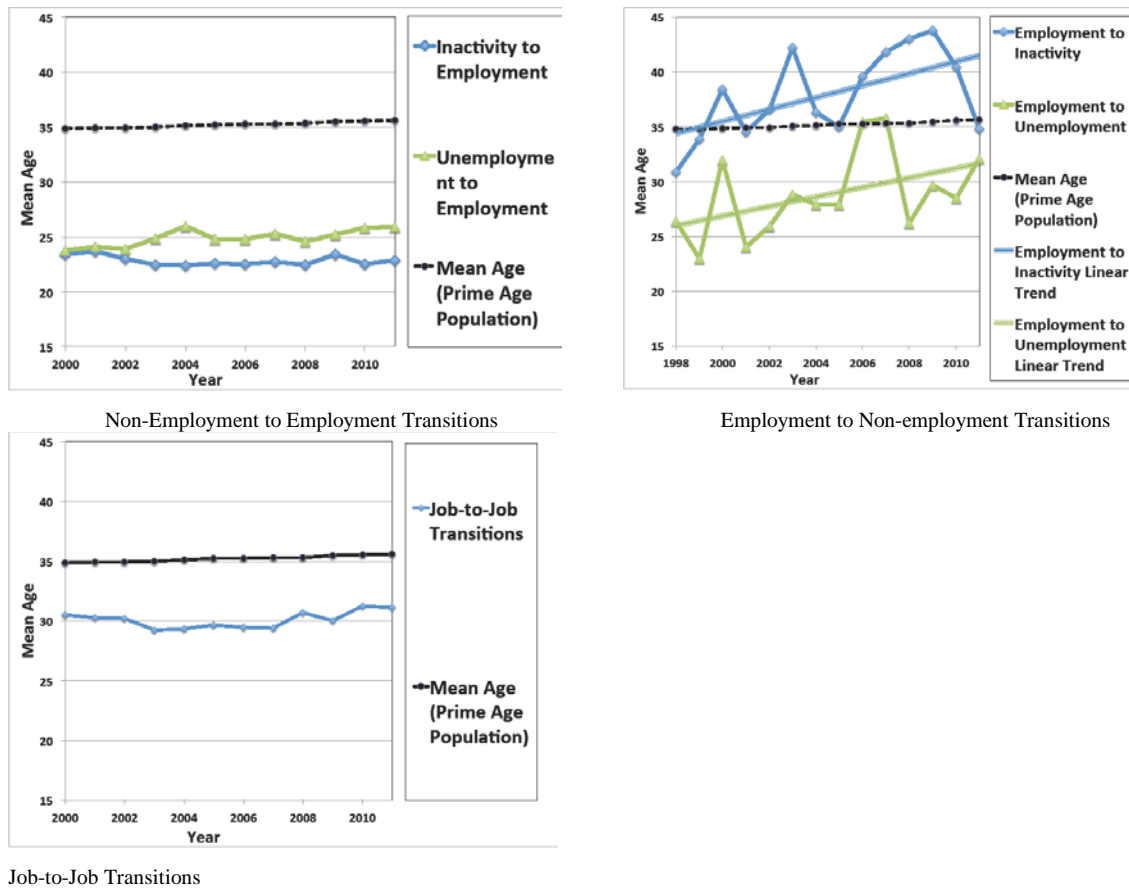 45
40
35
30
25
20
15
Mean Age
2000 2002 2004 2006 2008 2010
Year
Inactivity to
Employment
Unemployme
nt to
Employment
Mean Age
(Prime Age
Population)
Non-Employment to Employment Transitions
45
40
35
30
25
20
15
Mean Age
1998 2000 2002 2004 2006 2008 2010
Year
Employment to
Inactivity
Employment to
Unemployment
Mean Age
(Prime Age
Population)
Employment to
Inactivity Linear
Trend
Employment to
Unemployment
Linear Trend
Employment to Non-employment Transitions
45
40
35
30
25
20
15
Mean Age
2000 2002 2004 2006 2008 2010
Year
Job-to-Job
Transitions
Mean Age
(Prime Age
Population)
Job-to-Job Transitions